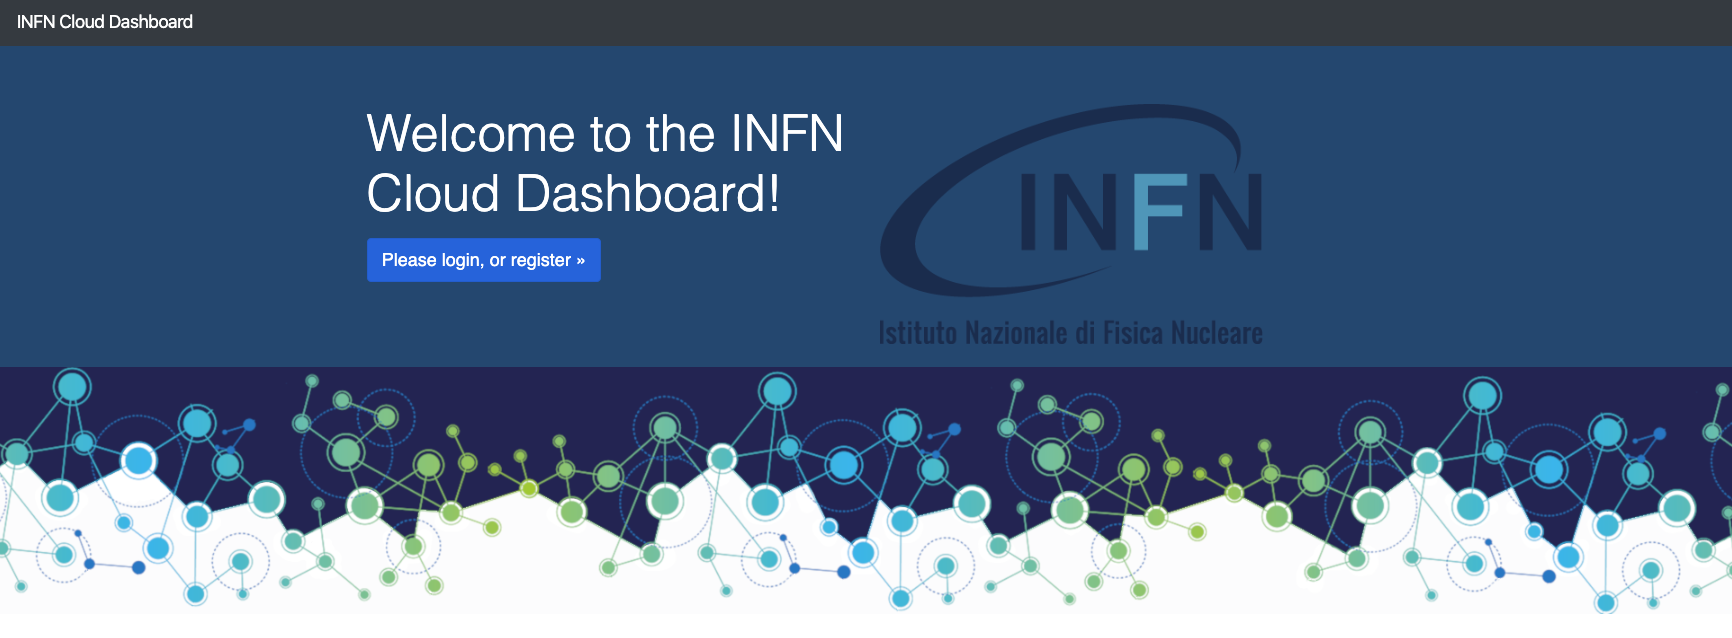 INFN Cloud Dashboard
Welcome to the INFN
Cloud Dashboard!
Please login, or register »
INFN
Istituto Nazionale di Fisica Nucleare